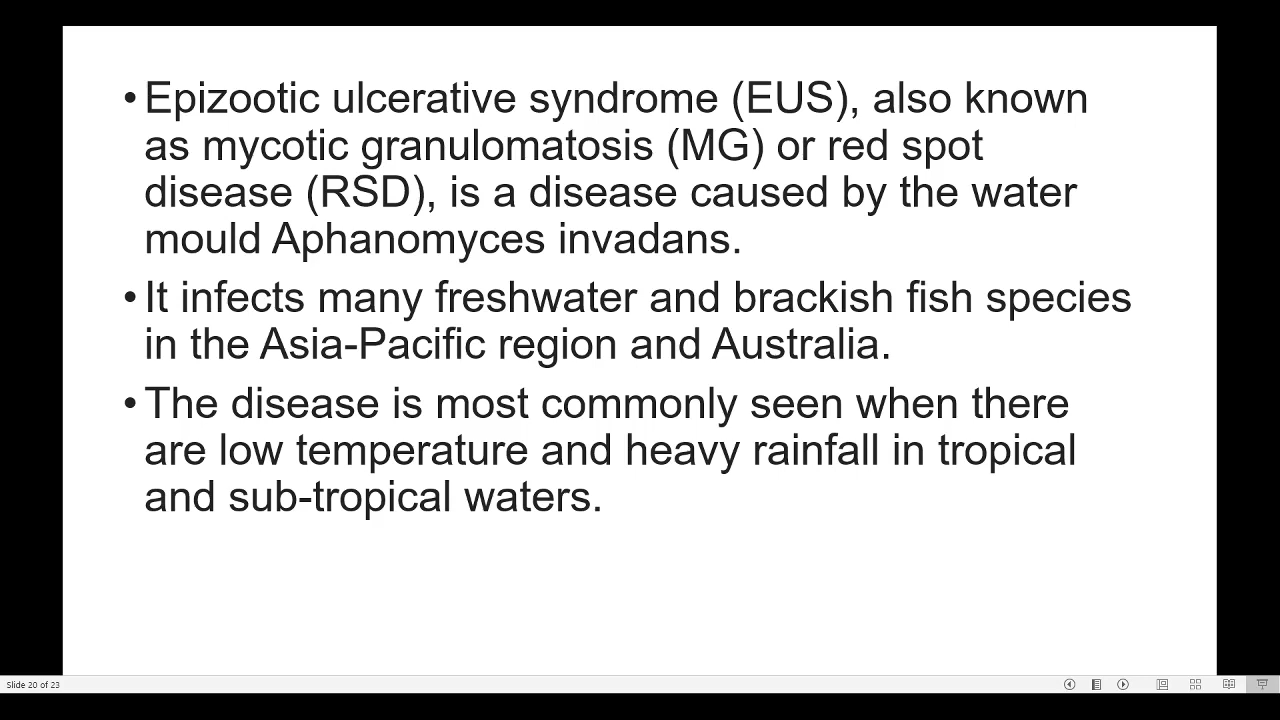 •Epizootic ulcerative syndrome (EUS), also known
as mycotic granulomatosis (MG) or red spot
disease (RSD), is a disease caused by the water
mould Aphanomyces invadans.
•It infects many freshwater and brackish fish species
in the Asia-Pacific region and Australia.
•The disease is most commonly seen when there
are low temperature and heavy rainfall in tropical
and sub-tropical waters.
Slide 20 of 23